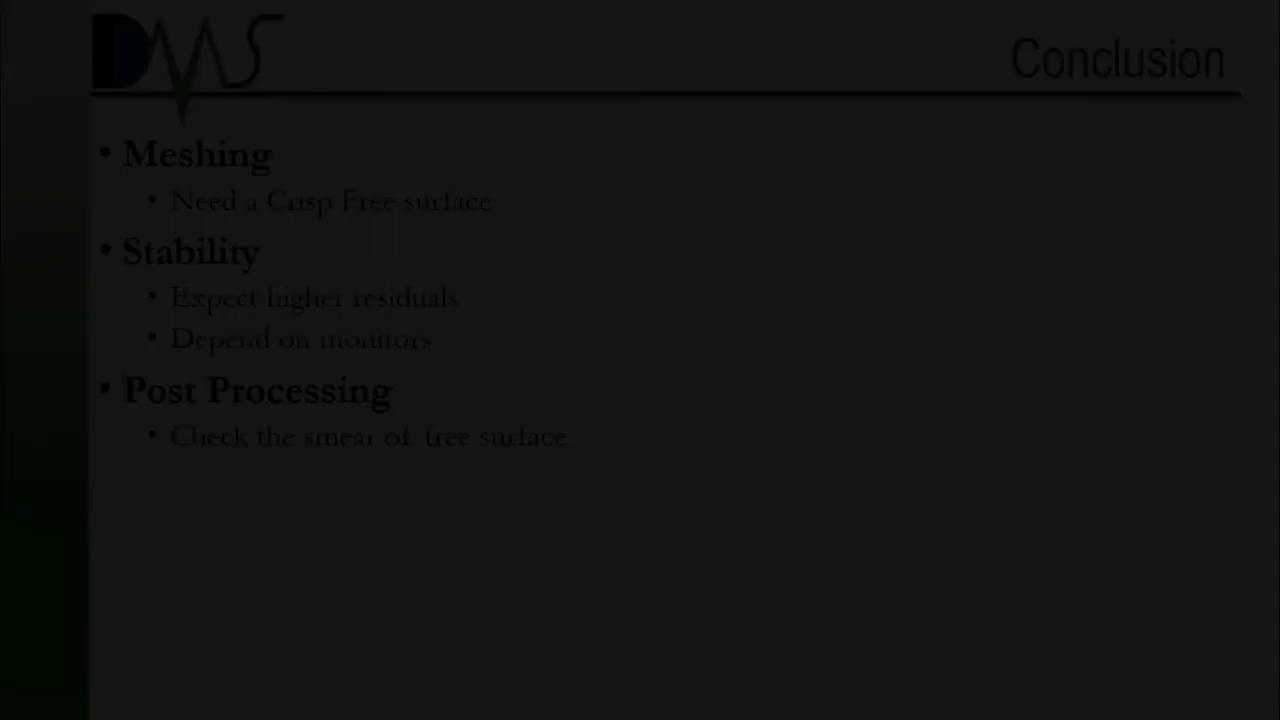 DMS
Conclusion
• Meshing
• Need a Crisp Free surface
• Stability
• Expect higher residuals
• Depend on monitors
• Post Processing
• Check the smear of free surface